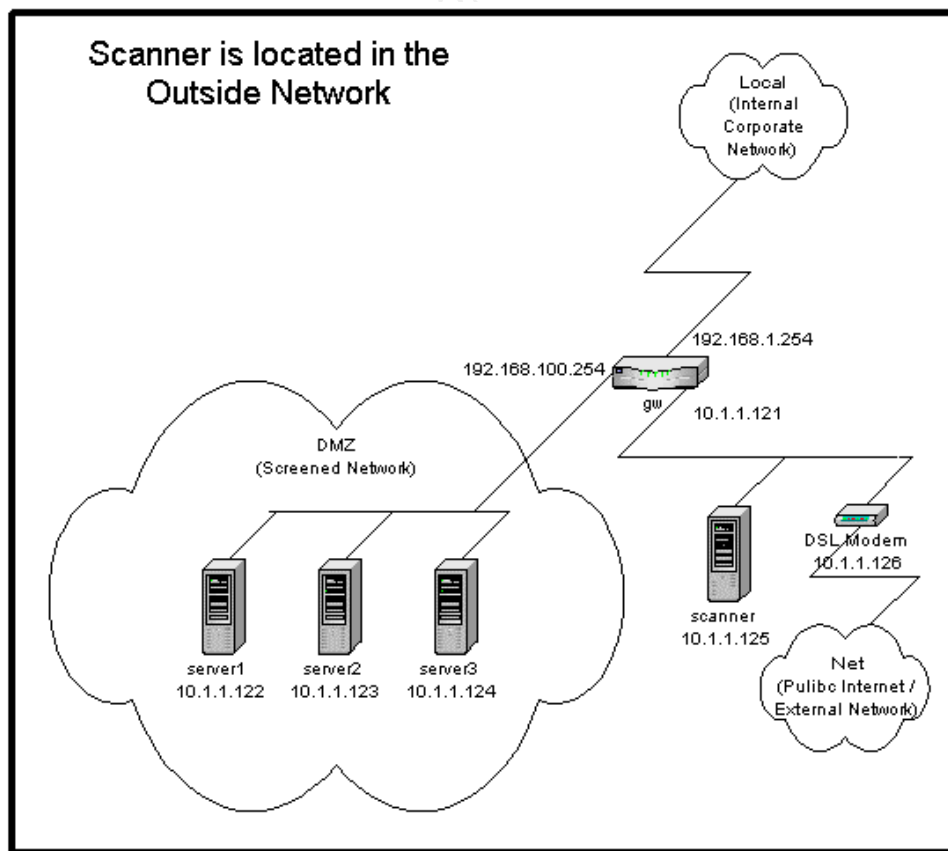 Scanner is located in the
Outside Network
Local
(Internal
Corporate
Network)
192.168.1.254
192.168.100.254
gw
10.1.1.121
DMZ
(Screened Network)
DSL Modem
10.1.1.126
scanner
10.1.1.125
server1
10.1.1.122
server2
10.1.1.123
server3
10.1.1.124
Net
(Pulibc Internet /
External Network)